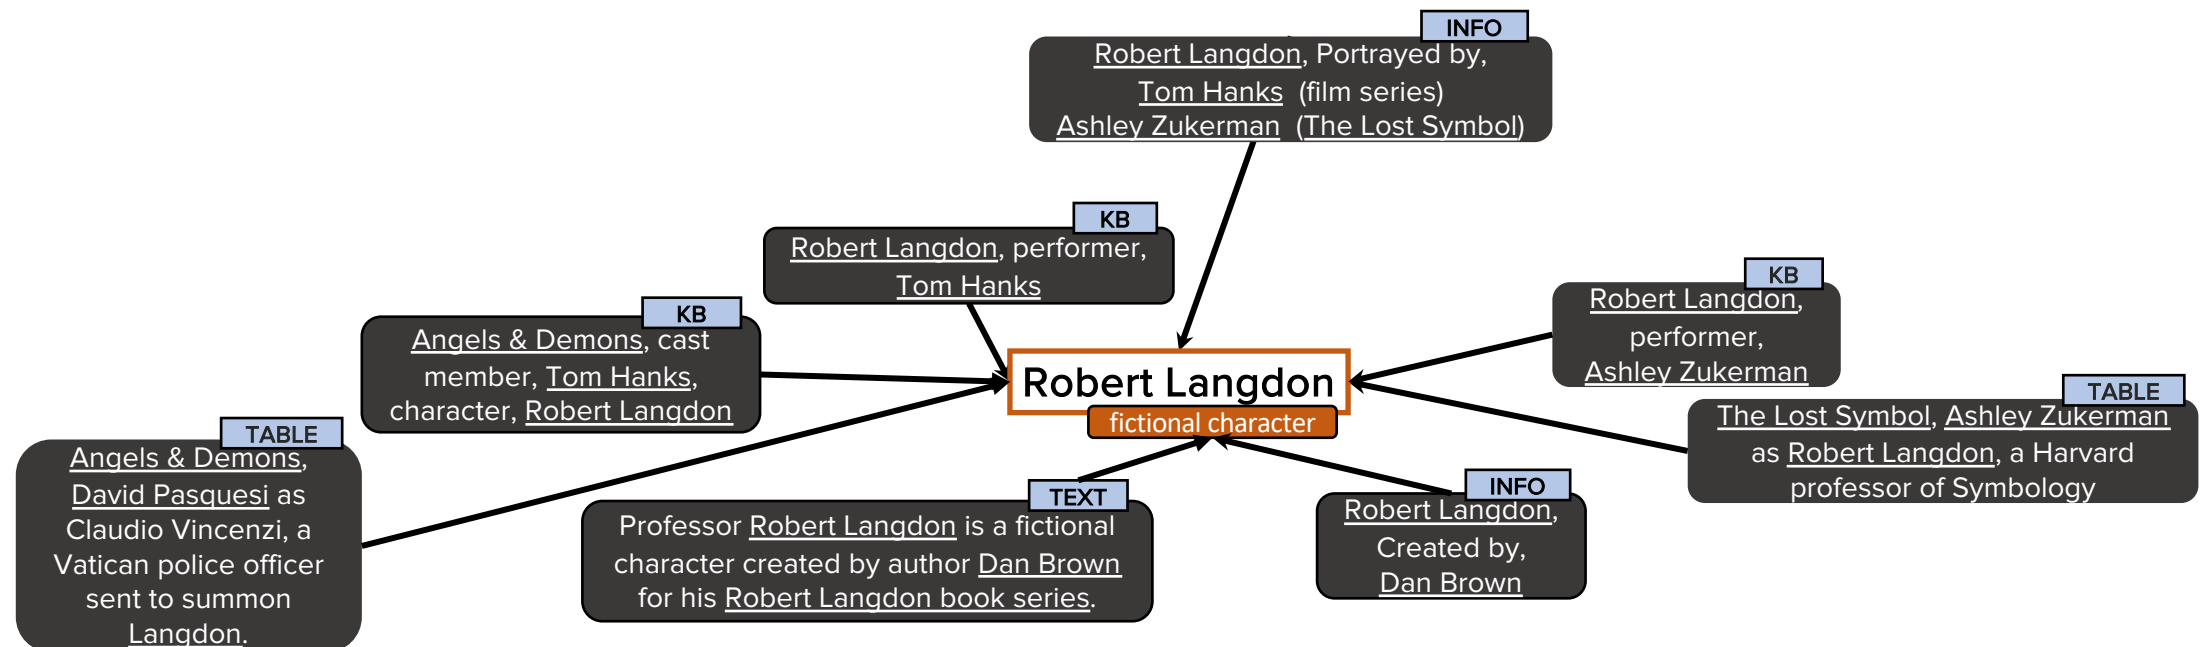 INFO
Robert Langdon, Portrayed by,
Tom Hanks (film series)
Ashley Zukerman (The Lost Symbol)
KB
Robert Langdon, performer,
Tom Hanks
KB
Robert Langdon,
performer,
Ashley Zukerman
KB
Angels & Demons, cast
member, Tom Hanks,
character, Robert Langdon
Robert Langdon
fictional character
TABLE
The Lost Symbol, Ashley Zukerman
as Robert Langdon, a Harvard
professor of Symbology
TABLE
Angels & Demons,
David Pasquesi as
Claudio Vincenzi, a
Vatican police officer
sent to summon
Langdon.
TEXT
Professor Robert Langdon is a fictional
character created by author Dan Brown
for his Robert Langdon book series.
INFO
Robert Langdon,
Created by,
Dan Brown